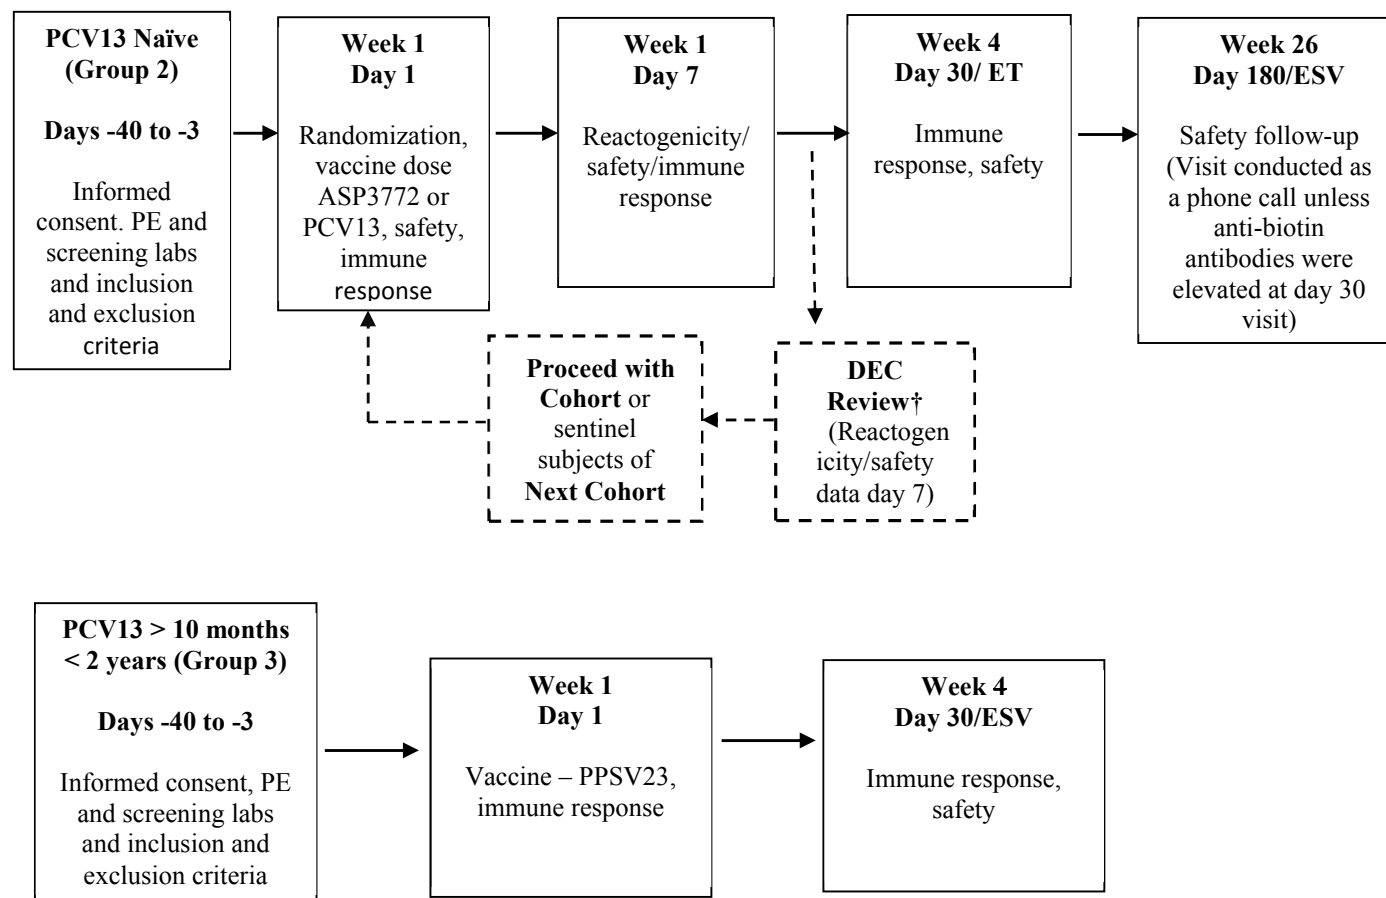 PCV13 Naïve
(Group 2)
Days -40 to -3
Informed
consent. PE and
screening labs
and inclusion
and exclusion
criteria
Week 1
Day 1
Randomization,
vaccine dose
ASP3772 or
PCV13, safety,
immune
response
Week 1
Day 7
Reactogenicity/
safety/immune
response
Week 4
Day 30/ ET
Immune
response, safety
Week 26
Day 180/ESV
Safety follow-up
(Visit conducted as
a phone call unless
anti-biotin
antibodies were
elevated at day 30
visit)
Proceed with
Cohort or
sentinel
subjects of
Next Cohort
DEC
Review†
(Reactogen
icity/safety
data day 7)
PCV13 > 10 months
< 2 years (Group 3)
Days -40 to -3
Informed consent, PE
and screening labs
and inclusion and
exclusion criteria
Week 1
Day 1
Vaccine – PPSV23,
immune response
Week 4
Day 30/ESV
Immune response,
safety